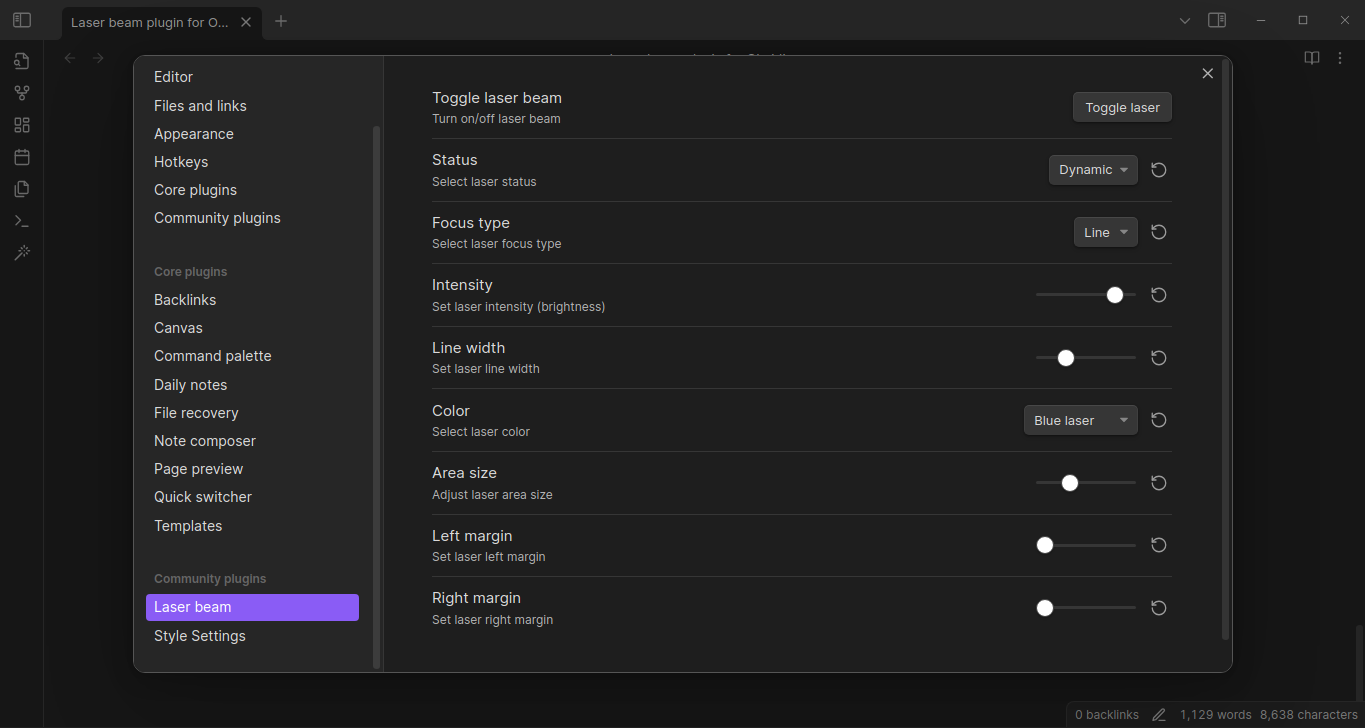 Laser beam plugin for O...
Editor
Files and links
Appearance
Hotkeys
Core plugins
Community plugins
Core plugins
Backlinks
Canvas
Command palette
Daily notes
File recovery
Note composer
Page preview
Quick switcher
Templates
Community plugins
Laser beam
Style Settings
Toggle laser beam
Turn on/off laser beam
Toggle laser
Status
Select laser status
Dynamic
Focus type
Select laser focus type
Line
Intensity
Set laser intensity (brightness)
Line width
Set laser line width
Color
Select laser color
Blue laser
Area size
Adjust laser area size
Left margin
Set laser left margin
Right margin
Set laser right margin
0 backlinks
1,129 words
8,638 characters